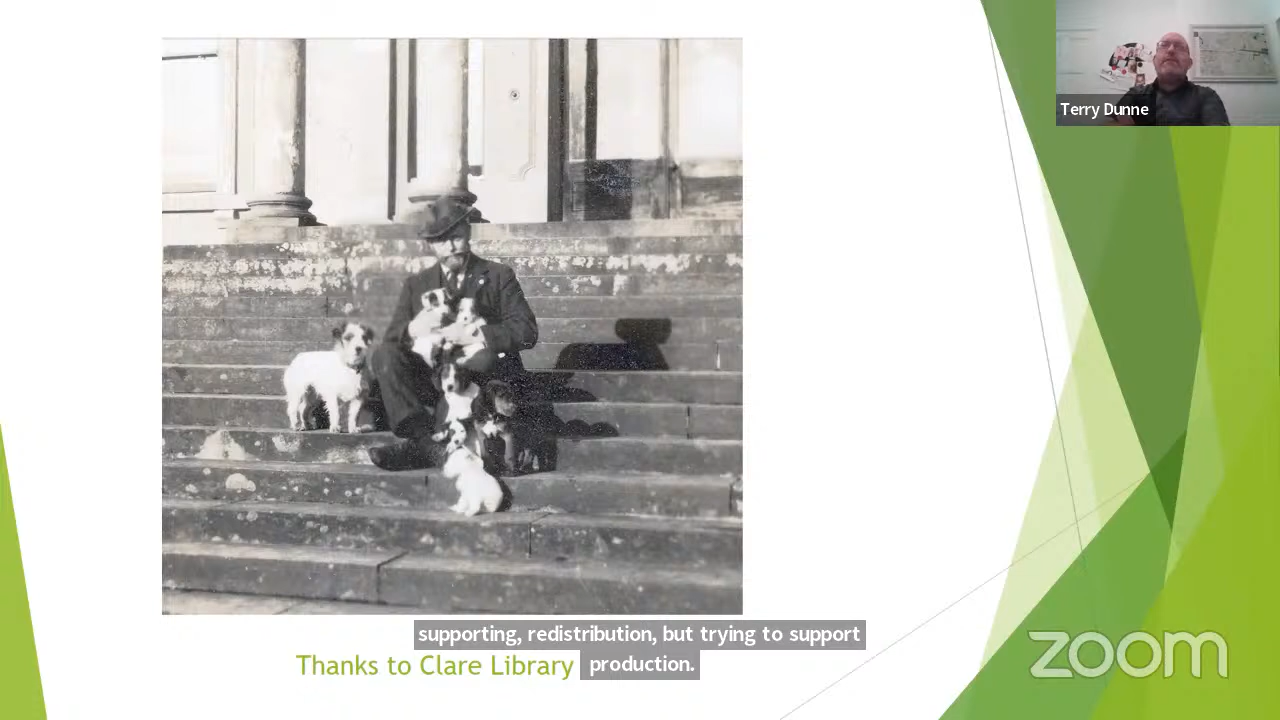 Terry Dunne
supporting, redistribution, but trying to support
production.
Thanks to Clare Library
zoom